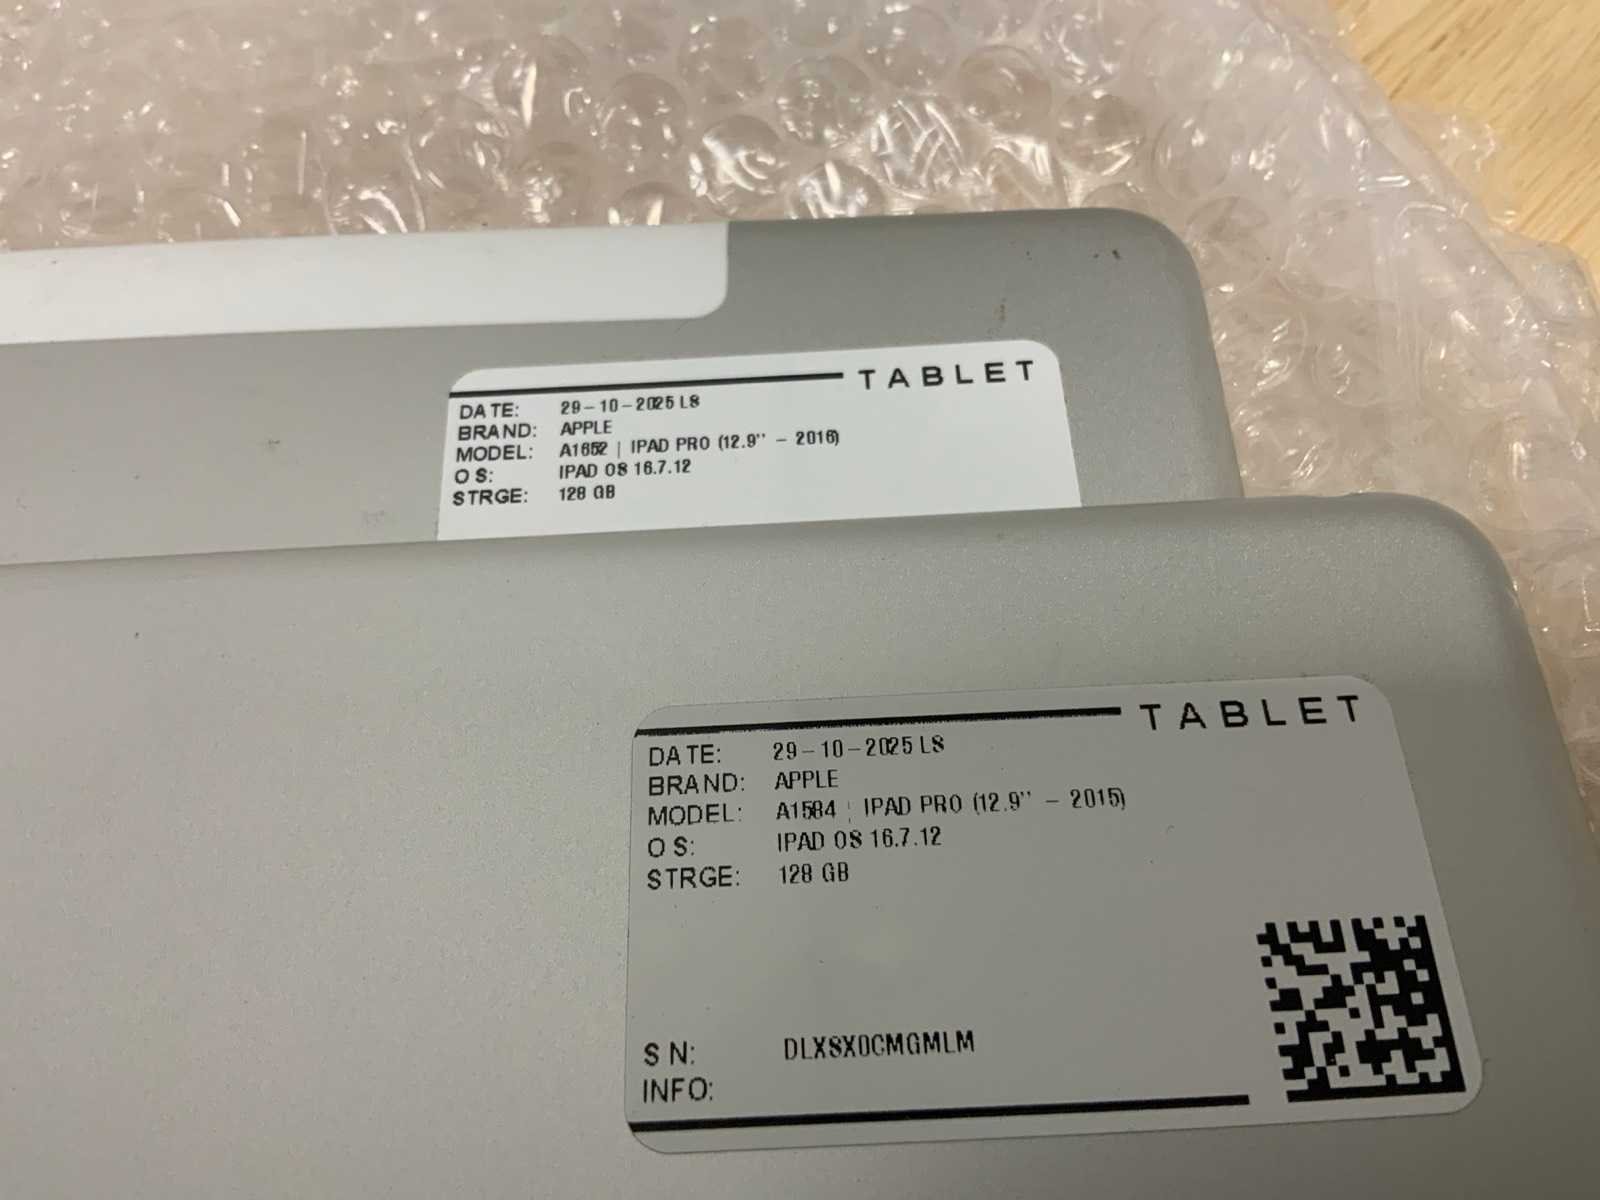 TABLET
DATE: 29-10-2025 LS
BRAND: APPLE
MODEL: A1652 | IPAD PRO (12.9'' - 2016)
OS: IPAD OS 16.7.12
STRGE: 128 GB
TABLET
DATE: 29-10-2025 LS
BRAND: APPLE
MODEL: A1584 | IPAD PRO (12.9'' - 2015)
OS: IPAD OS 16.7.12
STRGE: 128 GB
SN: DLXSX0CMGMLM
INFO: